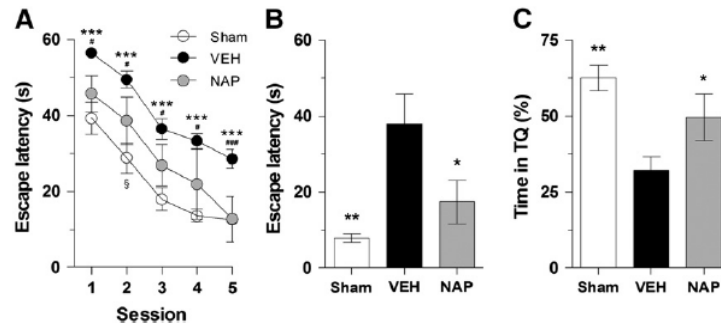 A
Escape latency (s)
60
40
20
0
*** # *** # *** # *** # *** ###
§
Sham
VEH
NAP
1 2 3 4 5
Session
B
Escape latency (s)
60
40
20
0
** *
Sham VEH NAP
C
Time in TQ (%)
75
50
25
0
** *
Sham VEH NAP